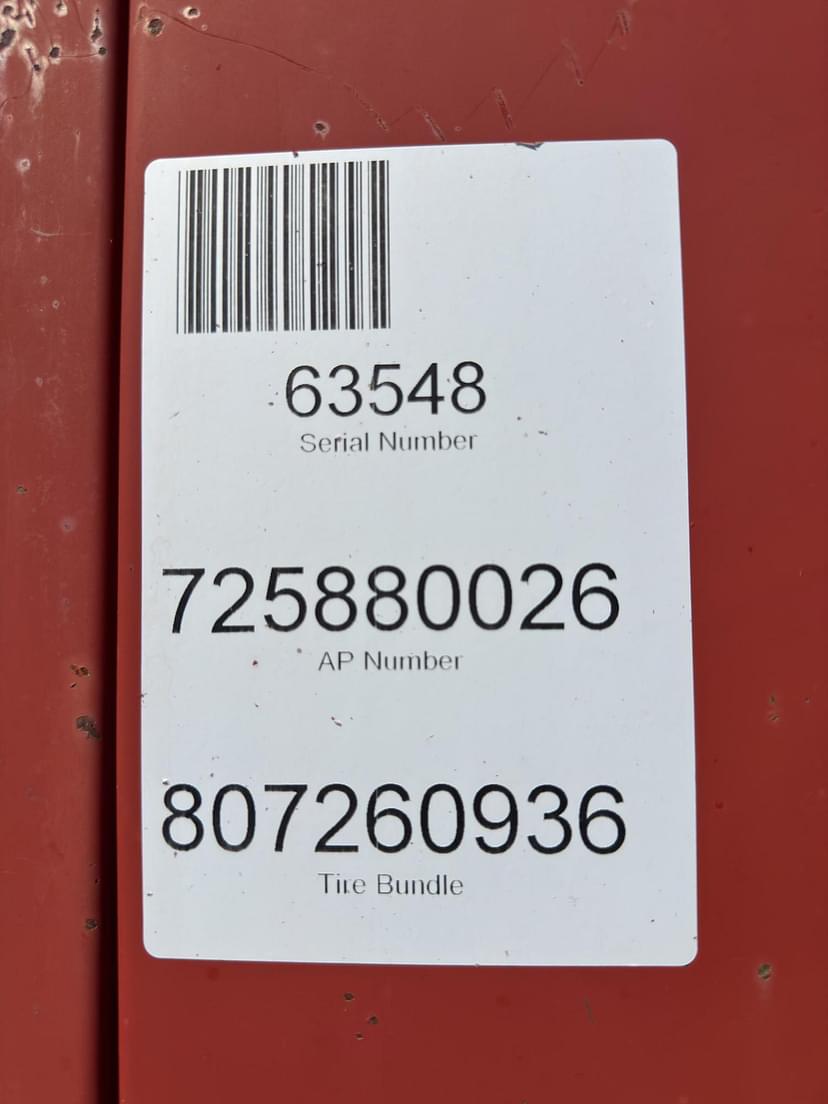 63548
Serial Number
725880026
AP Number
807260936
Tire Bundle